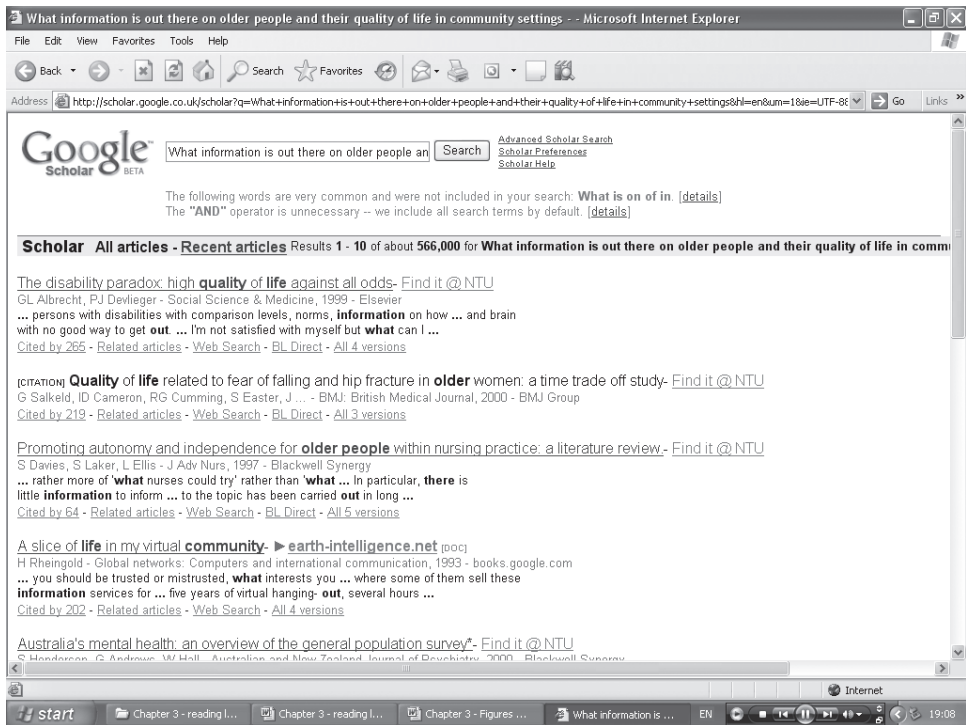 What information is out there on older people and their quality of life in community settings - - Microsoft Internet Explorer
File Edit View Favorites Tools Help
Back Search Favorites
Address http://scholar.google.co.uk/scholar?q=What+information+is+out+there+on+older+people+and+their+quality+of+life+in+community+settings&hl=en&um=1&ie=UTF-8& Go Links »
Google Scholar BETA
What information is out there on older people an Search
Advanced Scholar Search
Scholar Preferences
Scholar Help
The following words are very common and were not included in your search: What is on of in. [details]
The "AND" operator is unnecessary -- we include all search terms by default. [details]
Scholar All articles - Recent articles Results 1 - 10 of about 566,000 for What information is out there on older people and their quality of life in commu
The disability paradox: high quality of life against all odds- Find it @ NTU
GL Albrecht, PJ Devlieger - Social Science & Medicine, 1999 - Elsevier
... persons with disabilities with comparison levels, norms, information on how ... and brain
with no good way to get out. ... I'm not satisfied with myself but what can I ...
Cited by 265 - Related articles - Web Search - BL Direct - All 4 versions
[CITATION] Quality of life related to fear of falling and hip fracture in older women: a time trade off study- Find it @ NTU
G Salkeld, ID Cameron, RG Cumming, S Easter, J ... - BMJ: British Medical Journal, 2000 - BMJ Group
Cited by 219 - Related articles - Web Search - BL Direct - All 3 versions
Promoting autonomy and independence for older people within nursing practice: a literature review.- Find it @ NTU
S Davies, S Laker, L Ellis - J Adv Nurs, 1997 - Blackwell Synergy
... rather more of 'what nurses could try' rather than 'what ... In particular, there is
little information to inform ... to the topic has been carried out in long ...
Cited by 64 - Related articles - Web Search - BL Direct - All 5 versions
A slice of life in my virtual community- ►earth-intelligence.net [DOC]
H Rheingold - Global networks: Computers and international communication, 1993 - books.google.com
... you should be trusted or mistrusted, what interests you ... where some of them sell these
information services for ... five years of virtual hanging- out, several hours ...
Cited by 202 - Related articles - Web Search - All 4 versions
Australia's mental health: an overview of the general population survey*- Find it @ NTU
S Henderson, G Andrews, W Hall - Australian and New Zealand Journal of Psychiatry, 2000 - Blackwell Synergy
Internet
start Chapter 3 - reading l... Chapter 3 - reading l... Chapter 3 - Figures ... What information is ... EN 19:08